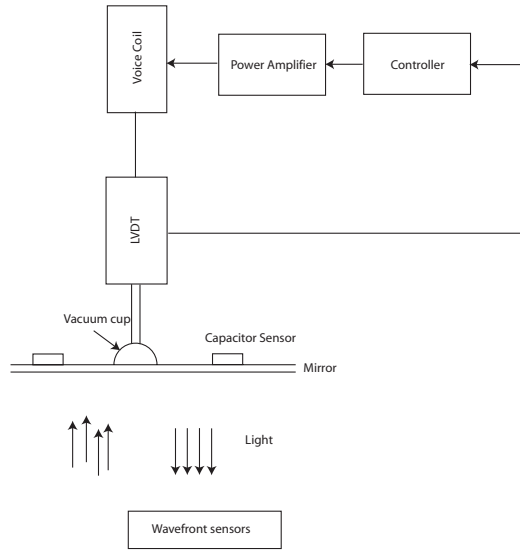 Voice Coil
Power Amplifier
Controller
LVDT
Vacuum cup
Capacitor Sensor
Mirror
Light
Wavefront sensors